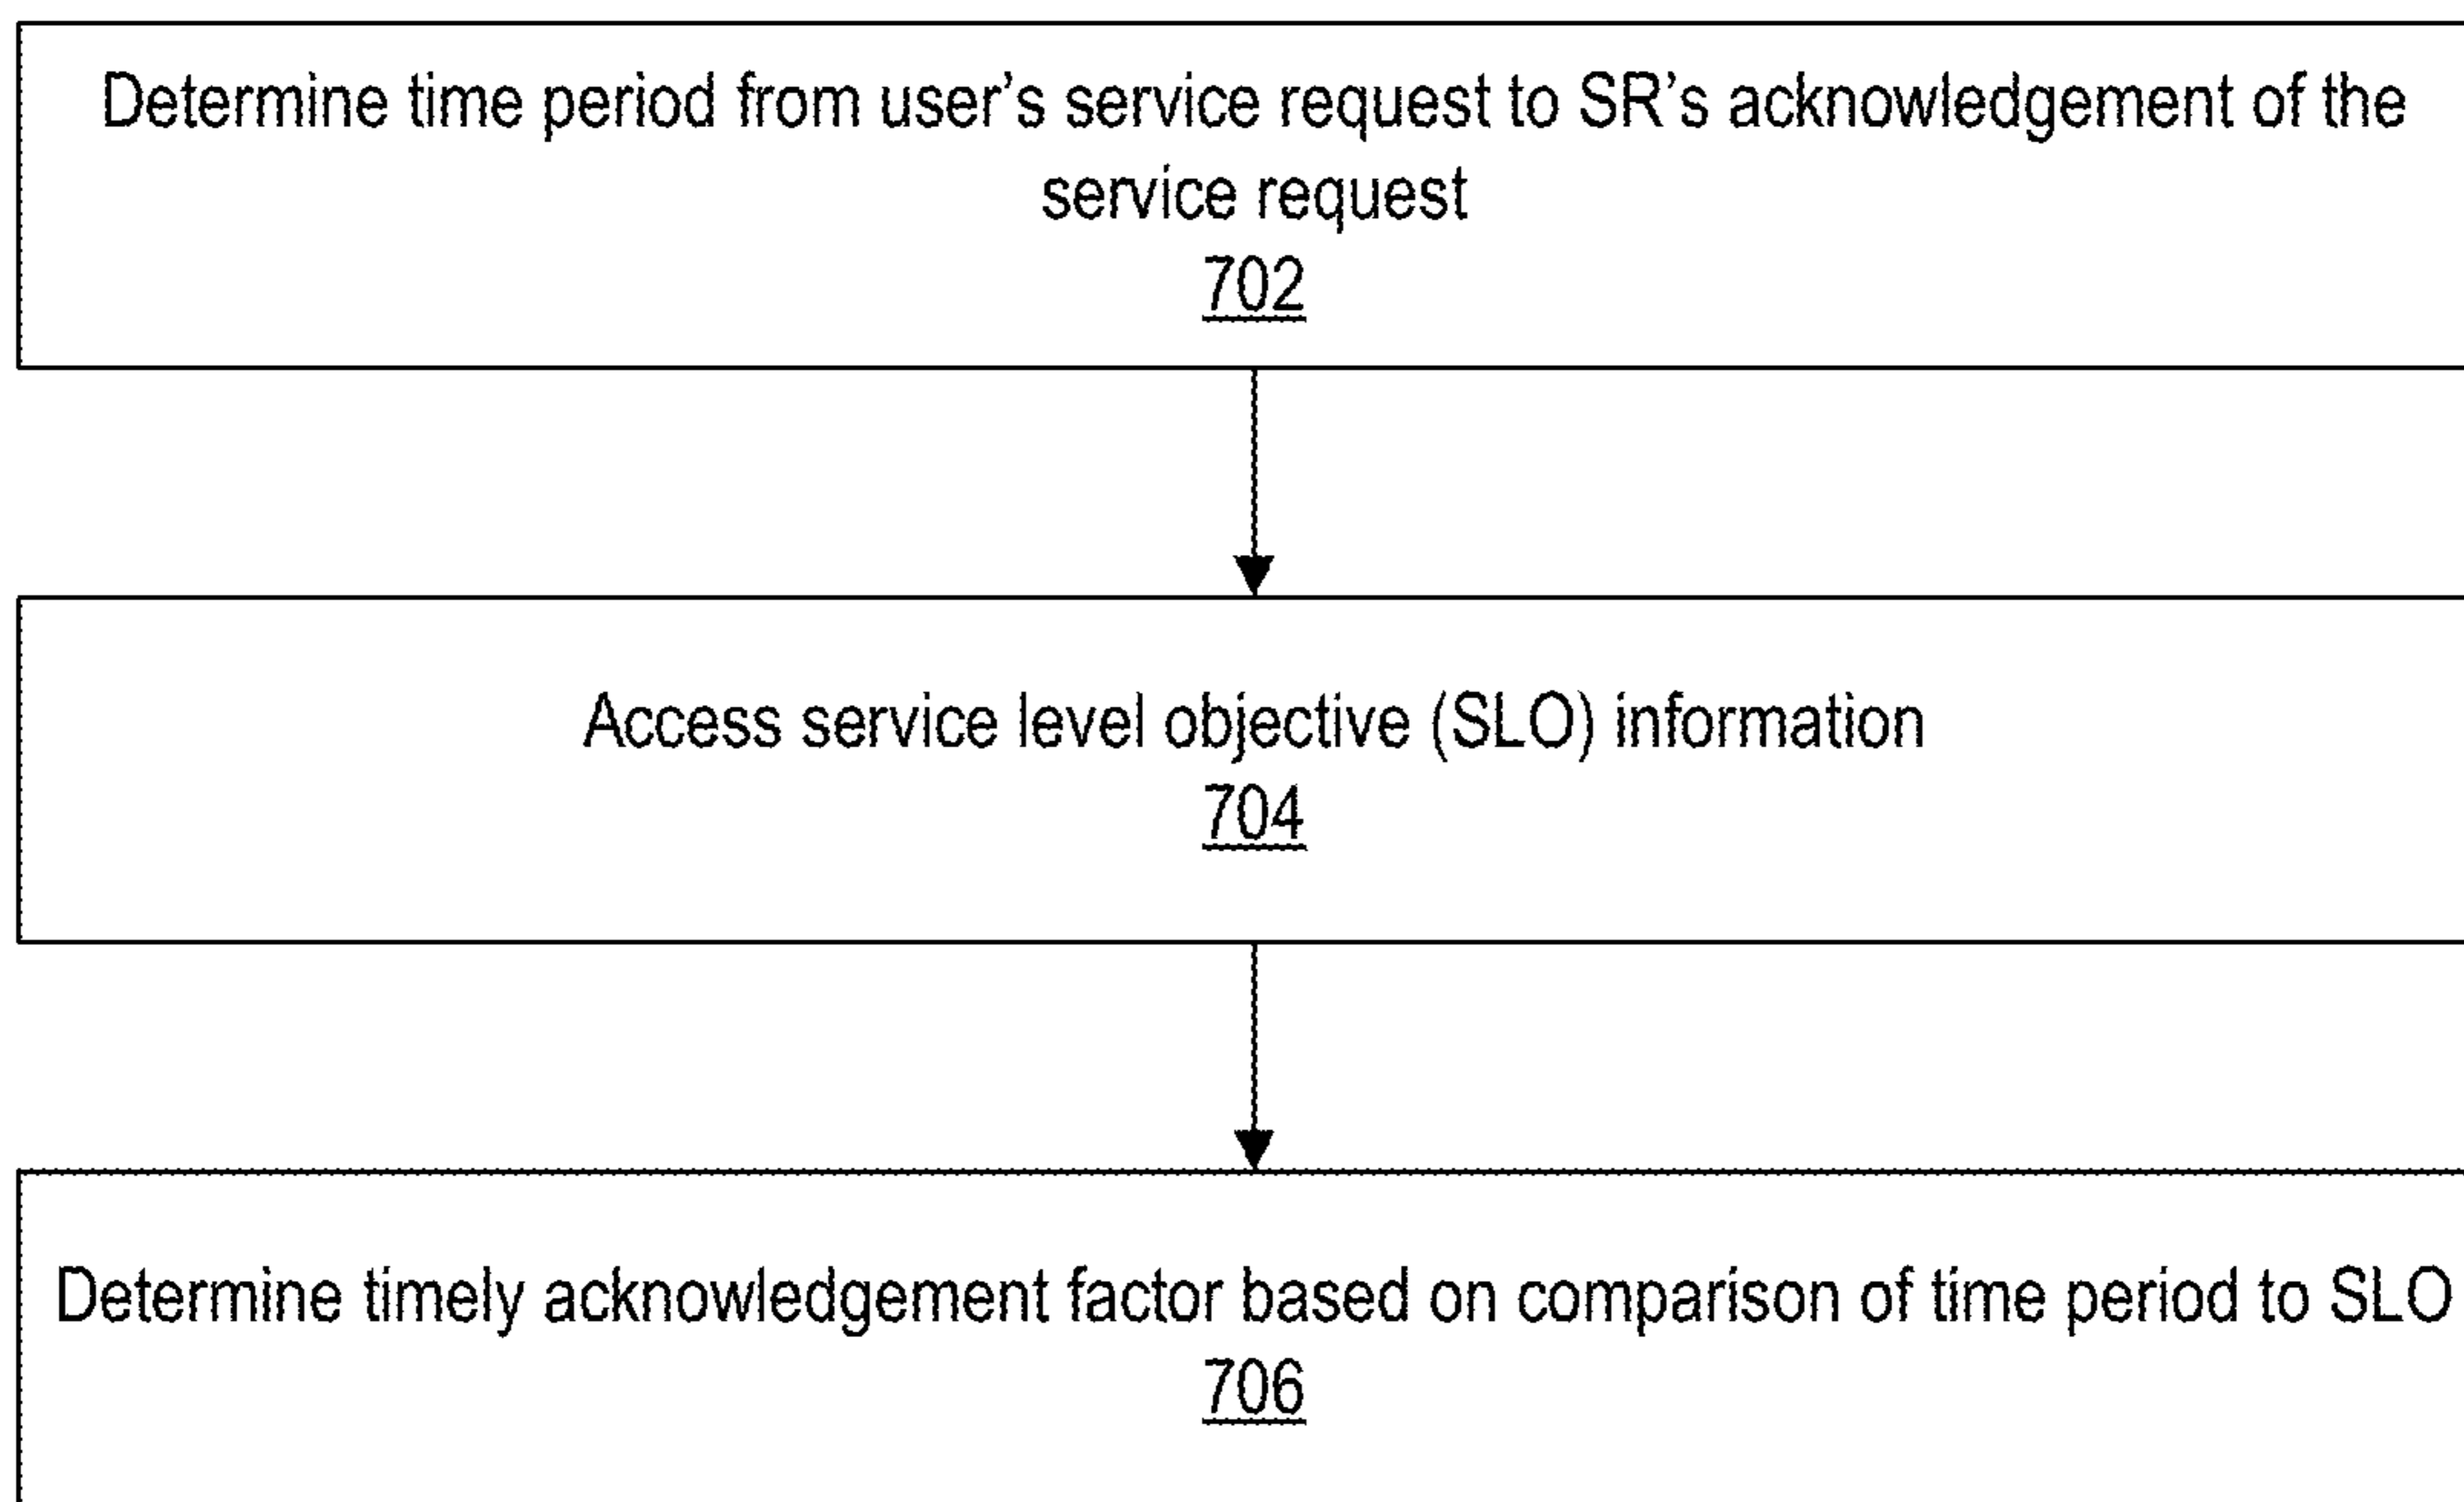 Determine time period from user’s service request to SR’s acknowledgement of the
service request
702
Access service level objective (SLO) information
704
Determine timely acknowledgement factor based on comparison of time period to SLO
706